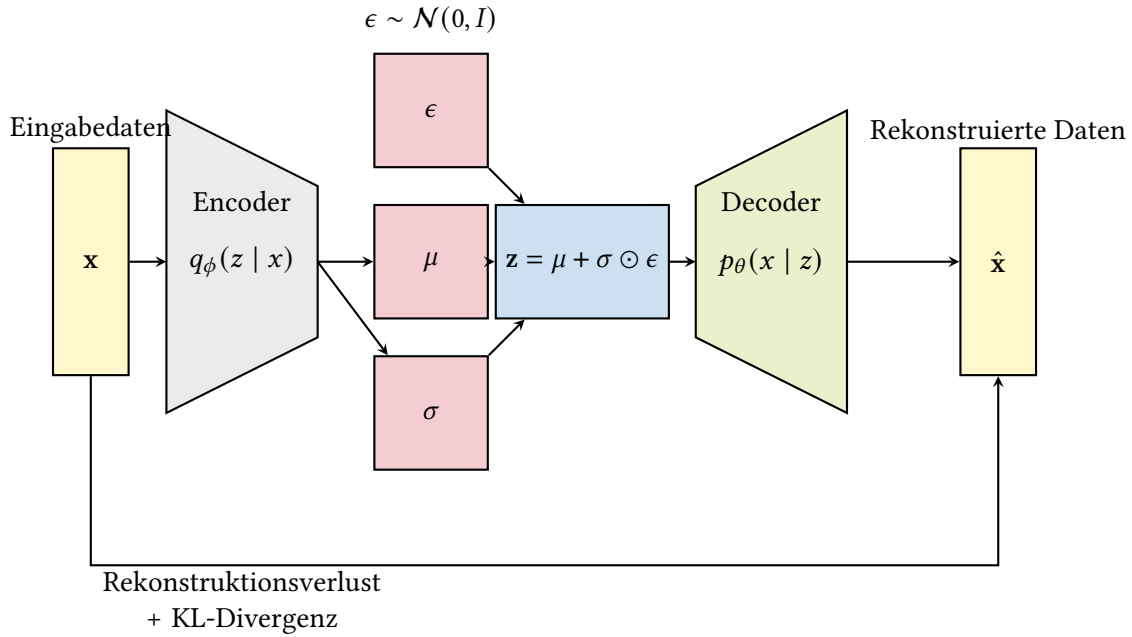 ϵ ∼ 𝒩(0, I)
ϵ
Eingabedaten
Rekonstruierte Daten
Encoder
Decoder
x
q_ϕ(z | x)
μ
z = μ + σ ⊙ ϵ
p_θ(x | z)
x̂
σ
Rekonstruktionsverlust
+ KL-Divergenz